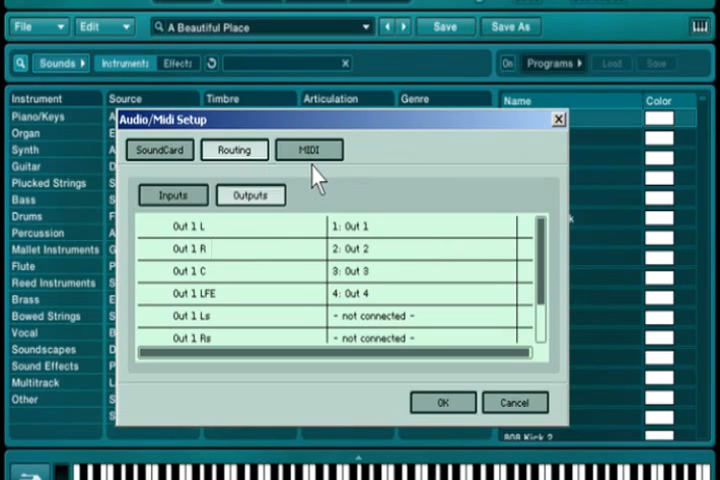 File Edit A Beautiful Place Save Save As
Sounds Instruments Effects On Programs Load Save
Instrument Source Timbre Articulation Genre Name Color
Audio/Midi Setup
SoundCard Routing MIDI
Inputs Outputs
Out 1 L 1: Out 1
Out 1 R 2: Out 2
Out 1 C 3: Out 3
Out 1 LFE 4: Out 4
Out 1 Ls - not connected -
Out 1 Rs - not connected -
OK Cancel
Piano/Keys
Organ
Synth
Guitar
Plucked Strings
Bass
Drums
Percussion
Mallet Instruments
Flute
Reed Instruments
Brass
Bowed Strings
Vocal
Soundscapes
Sound Effects
Multitrack
Other
808 Kick 2